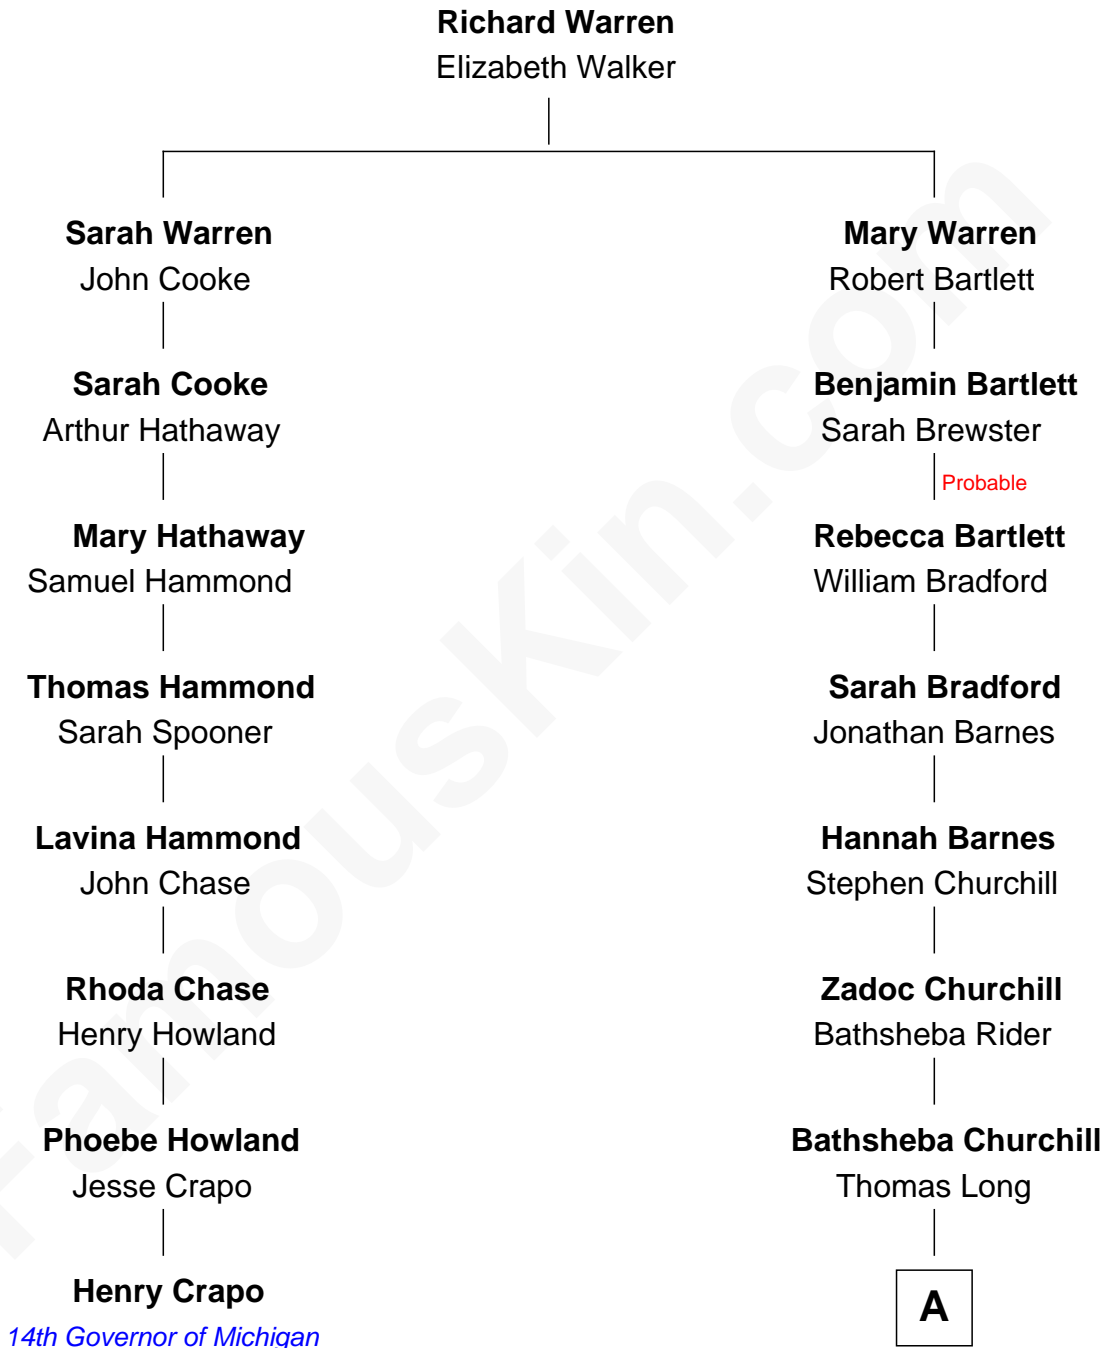 Richard Warren
Elizabeth Walker
Sarah Warren
John Cooke
Mary Warren
Robert Bartlett
Sarah Cooke
Arthur Hathaway
Benjamin Bartlett
Sarah Brewster
Probable
Mary Hathaway
Samuel Hammond
Rebecca Bartlett
William Bradford
Thomas Hammond
Sarah Spooner
Sarah Bradford
Jonathan Barnes
Lavina Hammond
John Chase
Hannah Barnes
Stephen Churchill
Rhoda Chase
Henry Howland
Zadoc Churchill
Bathsheba Rider
Phoebe Howland
Jesse Crapo
Bathsheba Churchill
Thomas Long
Henry Crapo
14th Governor of Michigan
A
FamousKin.com